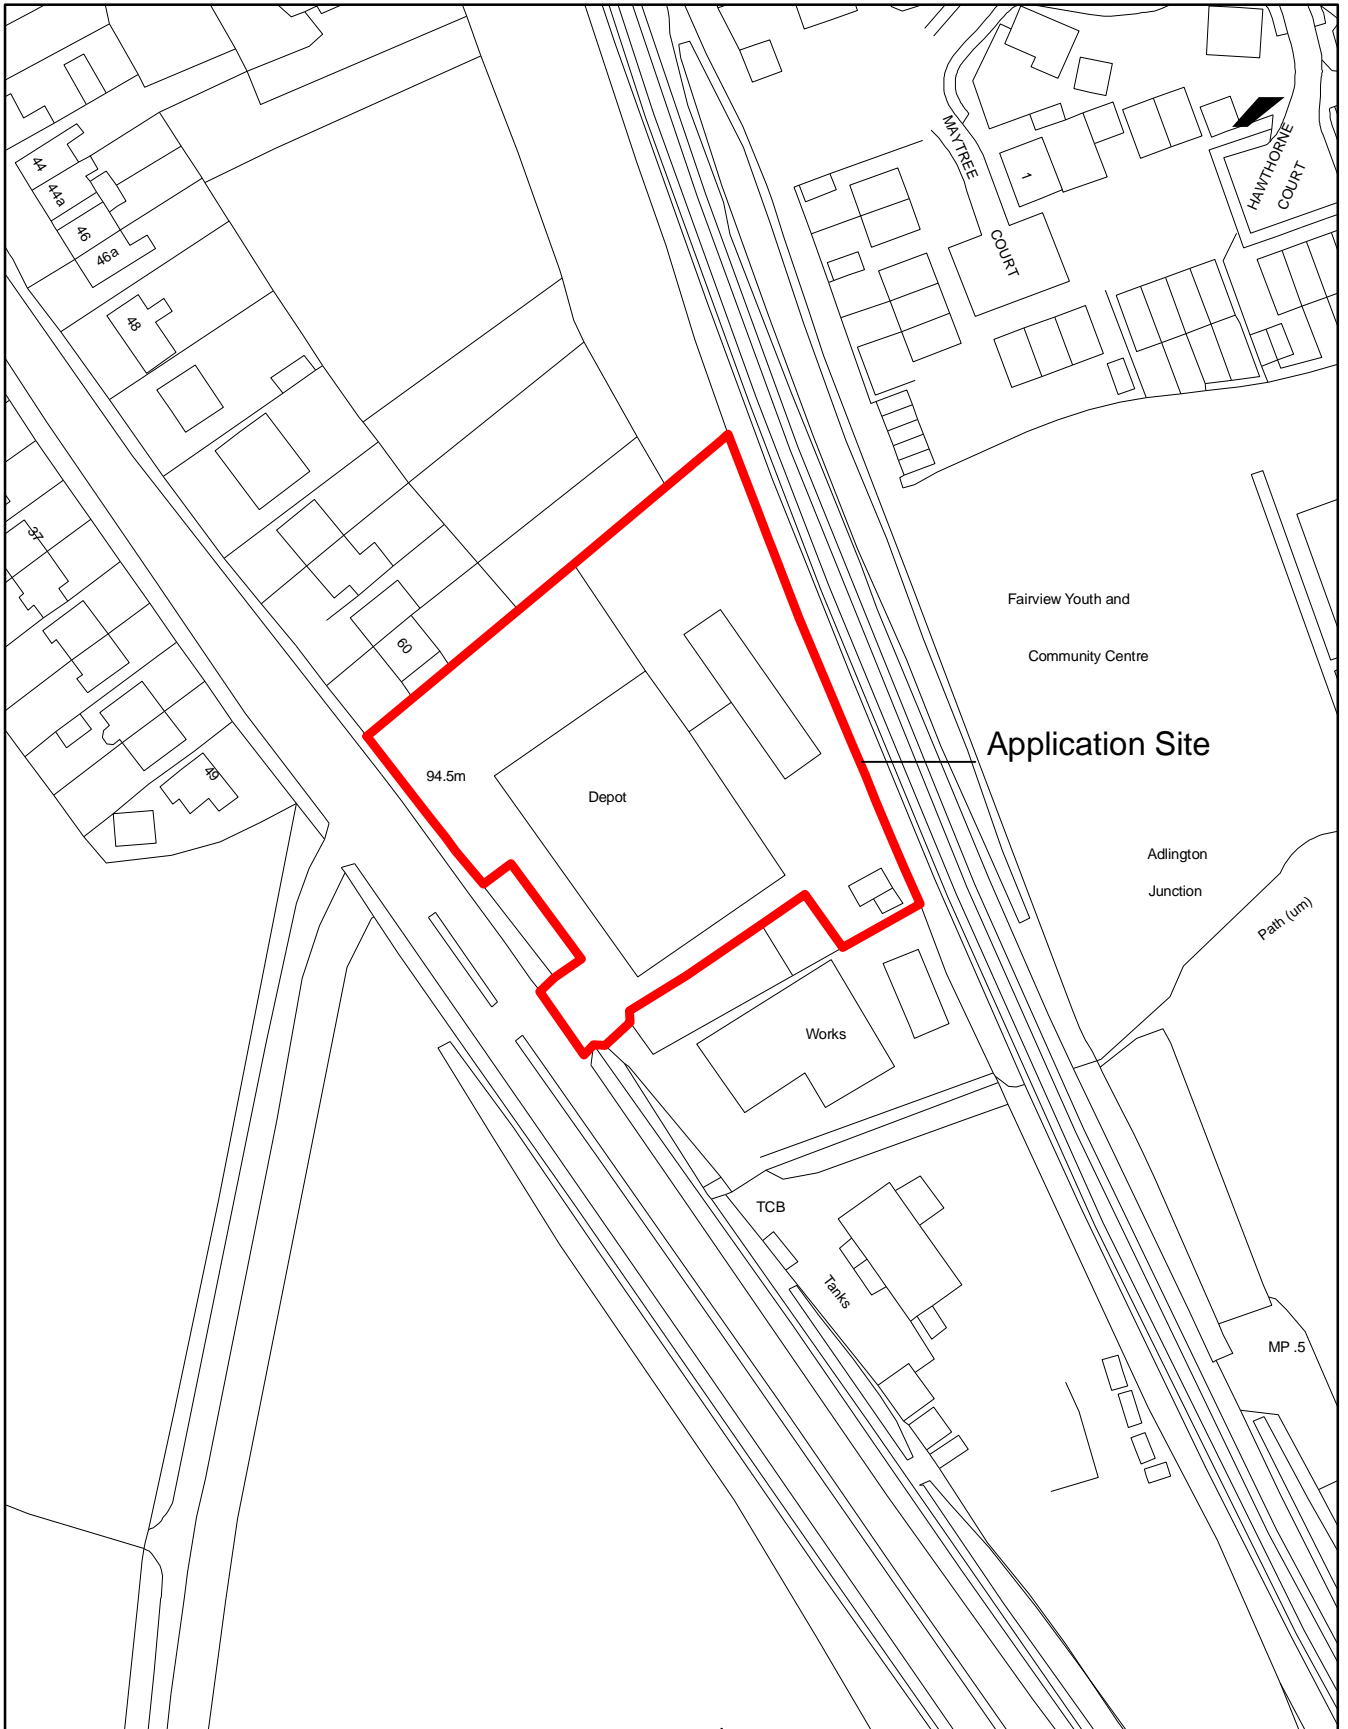 44
44a
46
46a
48
MAYTREE
COURT
1
HAWTHORNE
COURT
37
60
49
Fairview Youth and
Community Centre
Application Site
94.5m
Depot
Adlington
Junction
Path (um)
Works
TCB
Tanks
MP .5